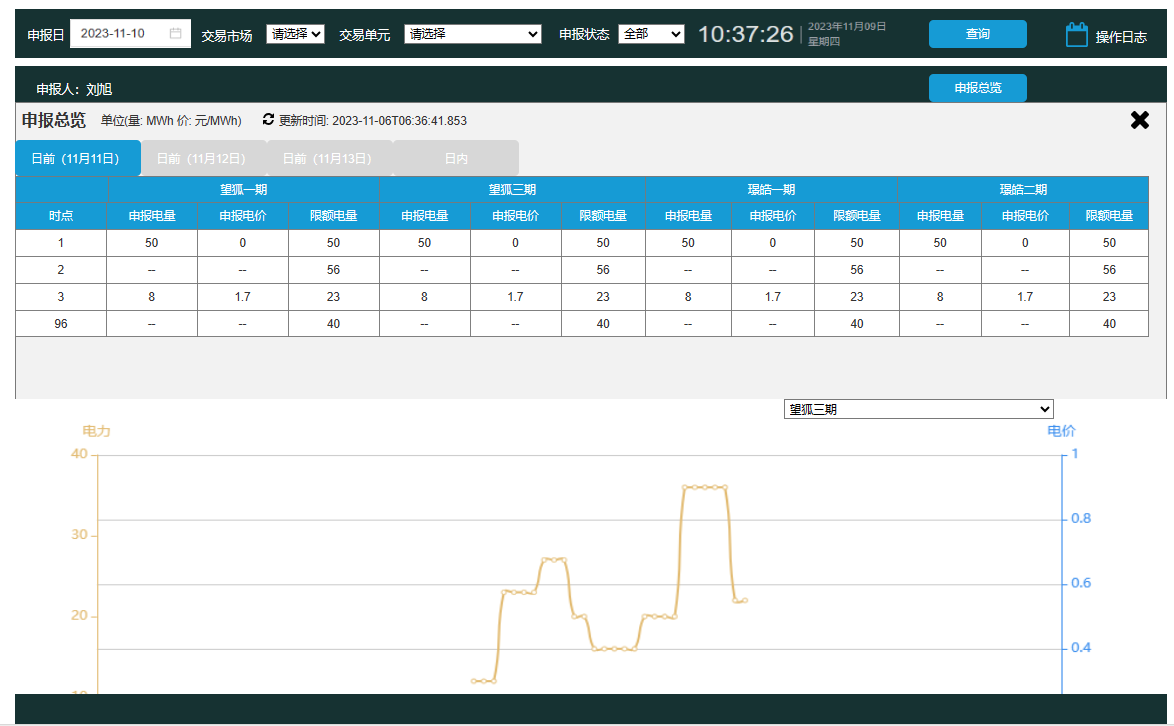 申报日 2023-11-10 交易市场 请选择 交易单元 请选择 申报状态 全部 10:37:26 2023年11月09日 星期四 查询 操作日志
申报人：刘旭 申报总览
申报总览 单位(量: MWh 价: 元/MWh) 更新时间: 2023-11-06T06:36:41.853
日前（11月11日） 日前（11月12日） 日前（11月13日） 日内
望狐一期 望狐三期 璟皓一期 璟皓二期
时点 申报电量 申报电价 限额电量 申报电量 申报电价 限额电量 申报电量 申报电价 限额电量 申报电量 申报电价 限额电量
1 50 0 50 50 0 50 50 0 50 50 0 50
2 -- -- 56 -- -- 56 -- -- 56 -- -- 56
3 8 1.7 23 8 1.7 23 8 1.7 23 8 1.7 23
96 -- -- 40 -- -- 40 -- -- 40 -- -- 40
望狐三期
电力 电价
40 1
0.8
30
0.6
20
0.4
10